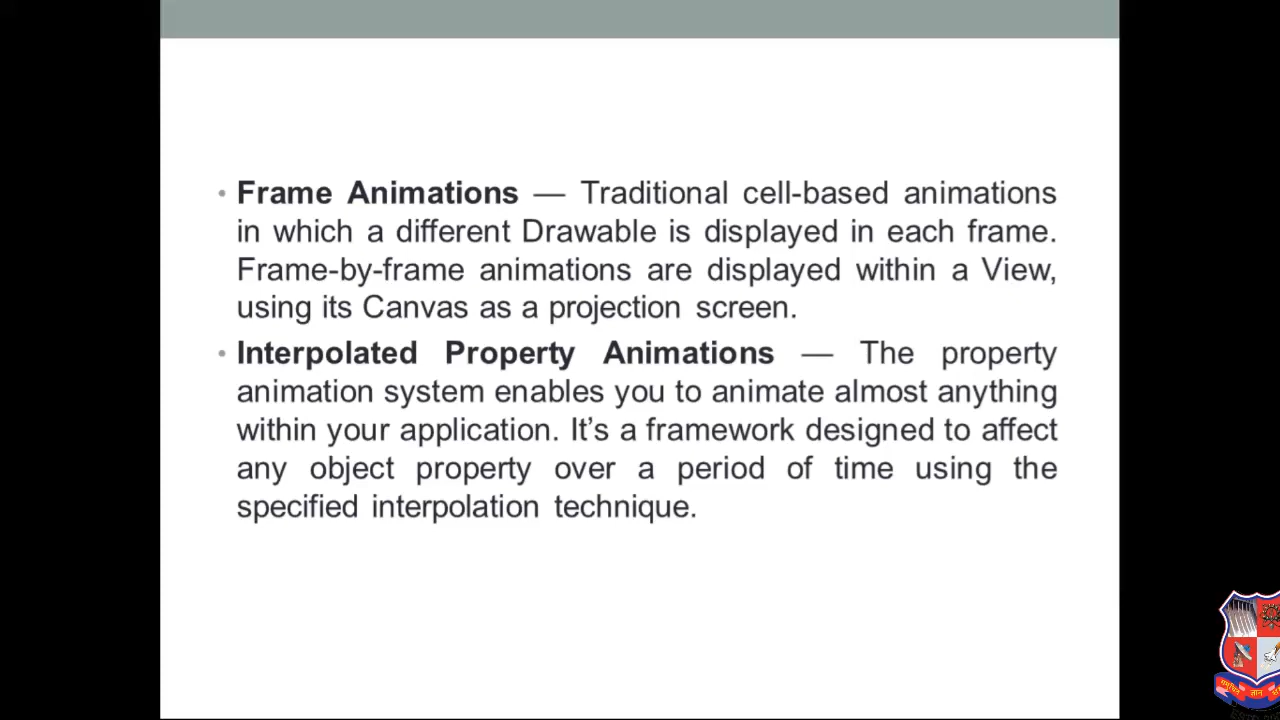 • Frame Animations — Traditional cell-based animations
in which a different Drawable is displayed in each frame.
Frame-by-frame animations are displayed within a View,
using its Canvas as a projection screen.
• Interpolated Property Animations — The property
animation system enables you to animate almost anything
within your application. It’s a framework designed to affect
any object property over a period of time using the
specified interpolation technique.